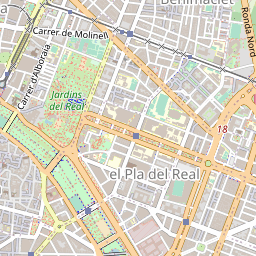 Benimaclet
Ronda Nord
Carrer de Molinell
Carrer d'Alboraia
Jardins
del Real
18
el Pla del Real